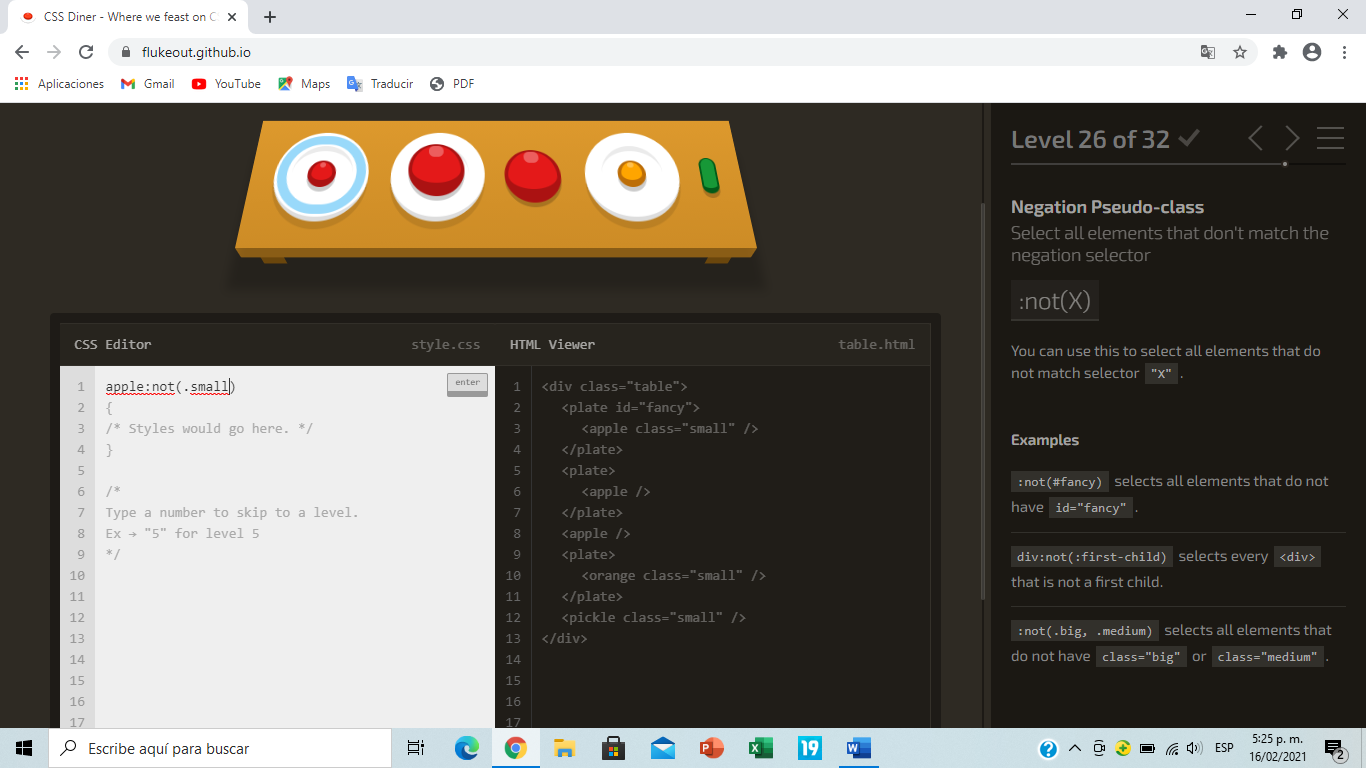 CSS Diner - Where we feast on C
flukeout.github.io
Aplicaciones Gmail YouTube Maps Traducir PDF
CSS Editor style.css
1 apple:not(.small)
2 {
3 /* Styles would go here. */
4 }
5
6 /*
7 Type a number to skip to a level.
8 Ex → "5" for level 5
9 */
10
11
12
13
14
15
16
17
enter
HTML Viewer table.html
1 <div class="table">
2 <plate id="fancy">
3 <apple class="small" />
4 </plate>
5 <plate>
6 <apple />
7 </plate>
8 <apple />
9 <plate>
10 <orange class="small" />
11 </plate>
12 <pickle class="small" />
13 </div>
14
15
16
17
Level 26 of 32
Negation Pseudo-class
Select all elements that don't match the
negation selector
:not(X)
You can use this to select all elements that do
not match selector "X" .
Examples
:not(#fancy) selects all elements that do not
have id="fancy" .
div:not(:first-child) selects every <div>
that is not a first child.
:not(.big, .medium) selects all elements that
do not have class="big" or class="medium" .
Escribe aquí para buscar
19
ESP
5:25 p. m.
16/02/2021
2